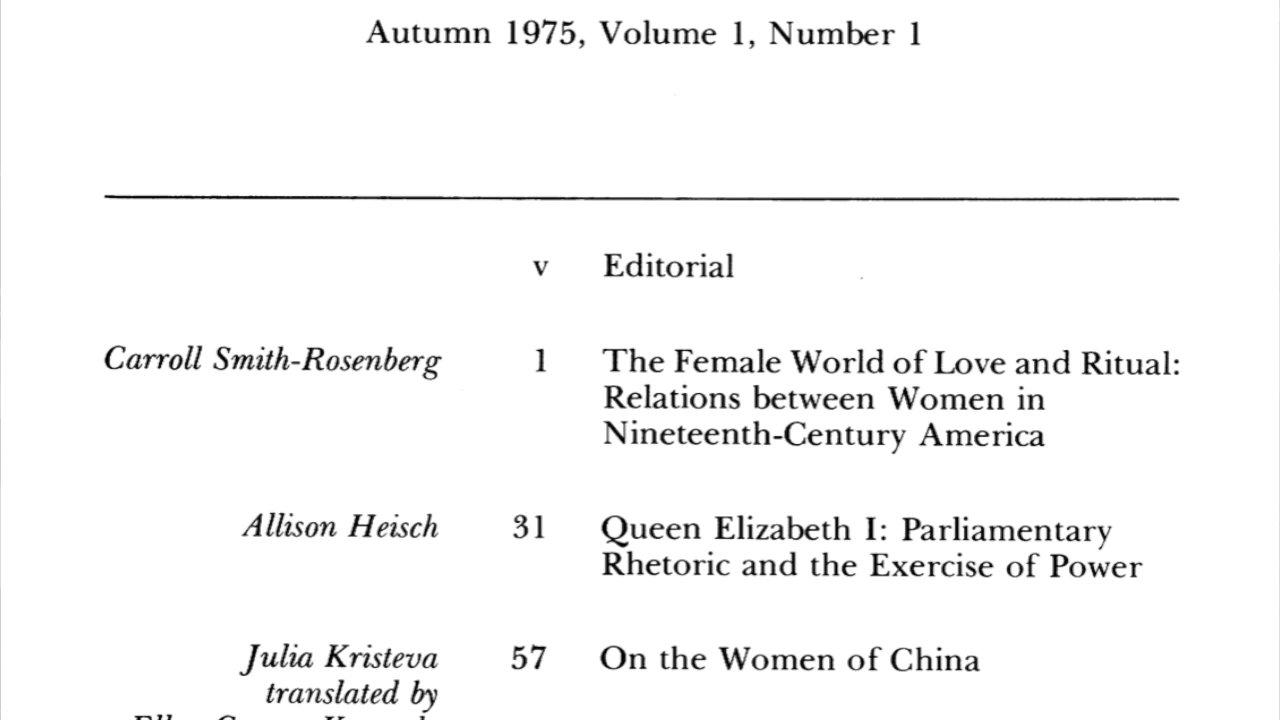 Autumn 1975, Volume 1, Number 1
v Editorial
Carroll Smith-Rosenberg 1 The Female World of Love and Ritual:
Relations between Women in
Nineteenth-Century America
Allison Heisch 31 Queen Elizabeth I: Parliamentary
Rhetoric and the Exercise of Power
Julia Kristeva 57 On the Women of China
translated by